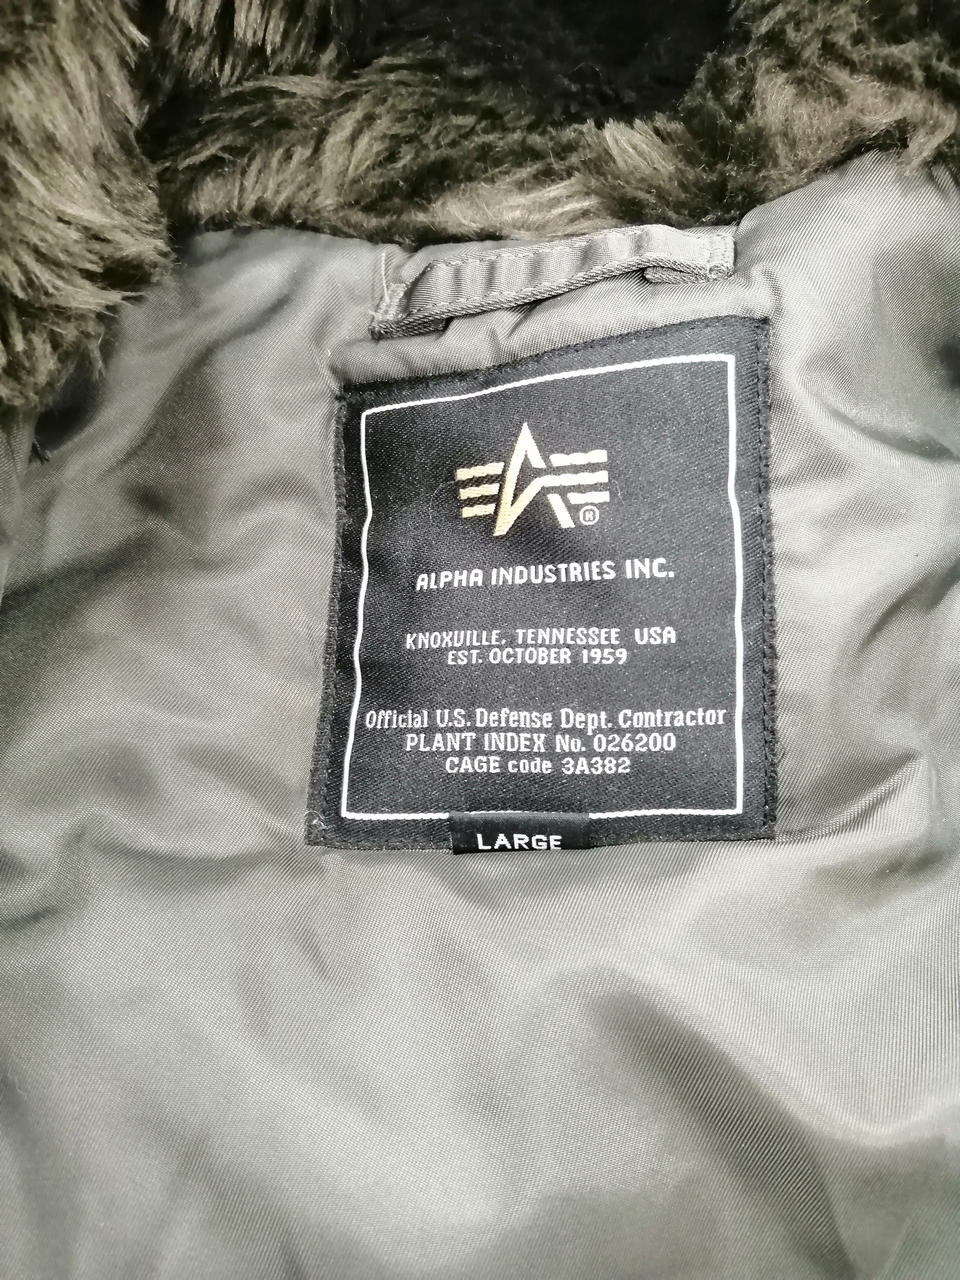 ®
ALPHA INDUSTRIES INC.
KNOXVILLE, TENNESSEE USA
EST. OCTOBER 1959
Official U.S. Defense Dept. Contractor
PLANT INDEX No. 026200
CAGE code 3A382
LARGE